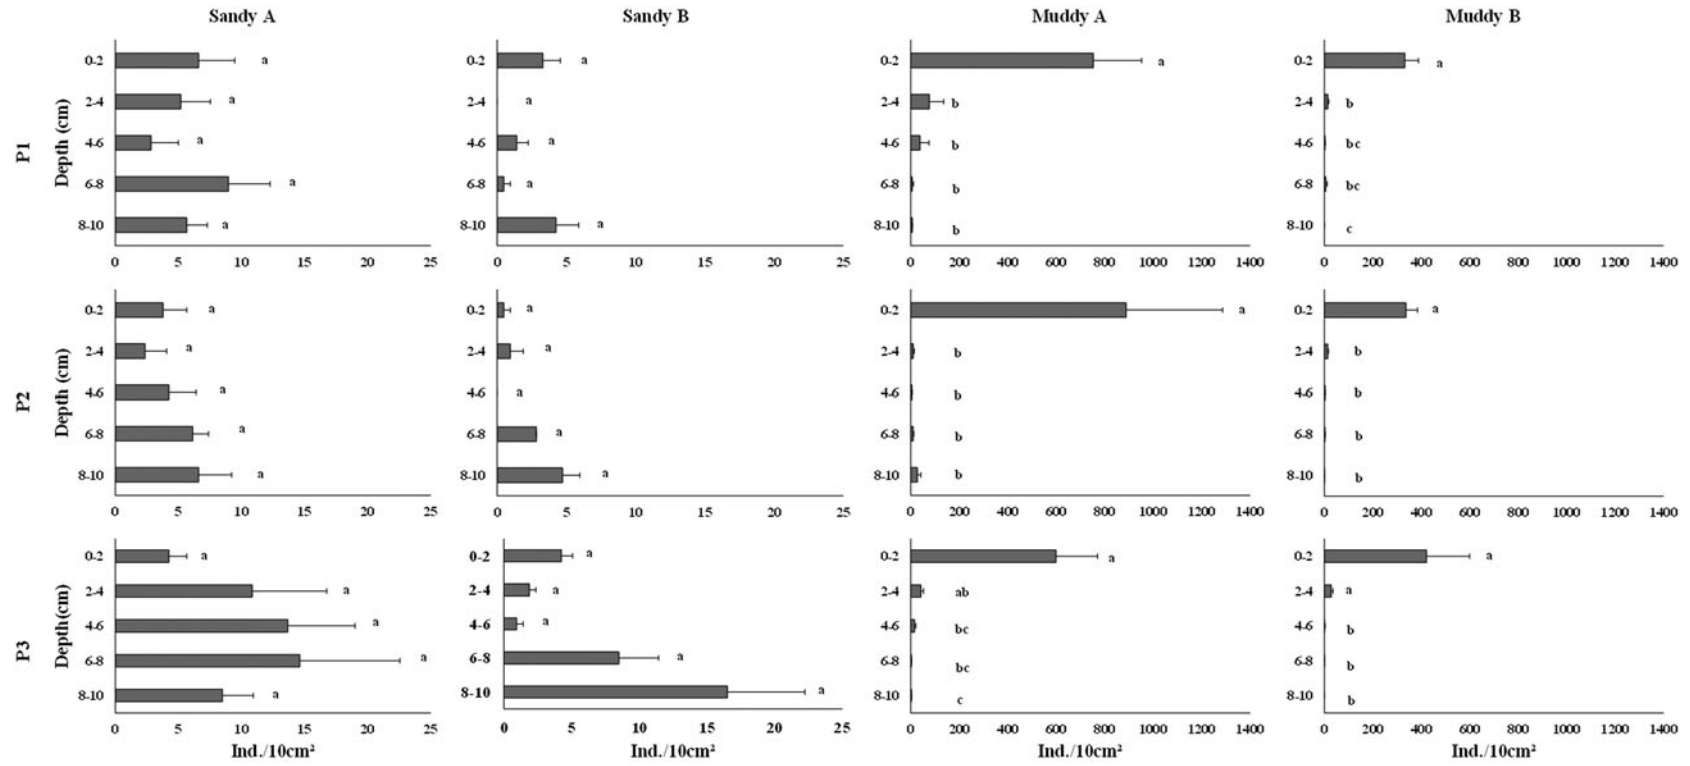 Sandy A Sandy B Muddy A Muddy B
P1
Depth (cm)
0-2 a 0-2 a 0-2 a 0-2 a
2-4 a 2-4 a 2-4 b 2-4 b
4-6 a 4-6 a 4-6 b 4-6 bc
6-8 a 6-8 a 6-8 b 6-8 bc
8-10 a 8-10 a 8-10 b 8-10 c
0 5 10 15 20 25 0 5 10 15 20 25 0 200 400 600 800 1000 1200 1400 0 200 400 600 800 1000 1200 1400
P2
Depth (cm)
0-2 a 0-2 a 0-2 a 0-2 a
2-4 a 2-4 a 2-4 b 2-4 b
4-6 a 4-6 a 4-6 b 4-6 b
6-8 a 6-8 a 6-8 b 6-8 b
8-10 a 8-10 a 8-10 b 8-10 b
0 5 10 15 20 25 0 5 10 15 20 25 0 200 400 600 800 1000 1200 1400 0 200 400 600 800 1000 1200 1400
P3
Depth(cm)
0-2 a 0-2 a 0-2 a 0-2 a
2-4 a 2-4 a 2-4 ab 2-4 a
4-6 a 4-6 a 4-6 bc 4-6 b
6-8 a 6-8 a 6-8 bc 6-8 b
8-10 a 8-10 a 8-10 c 8-10 b
0 5 10 15 20 25 0 5 10 15 20 25 0 200 400 600 800 1000 1200 1400 0 200 400 600 800 1000 1200 1400
Ind./10cm² Ind./10cm² Ind./10cm² Ind./10cm²